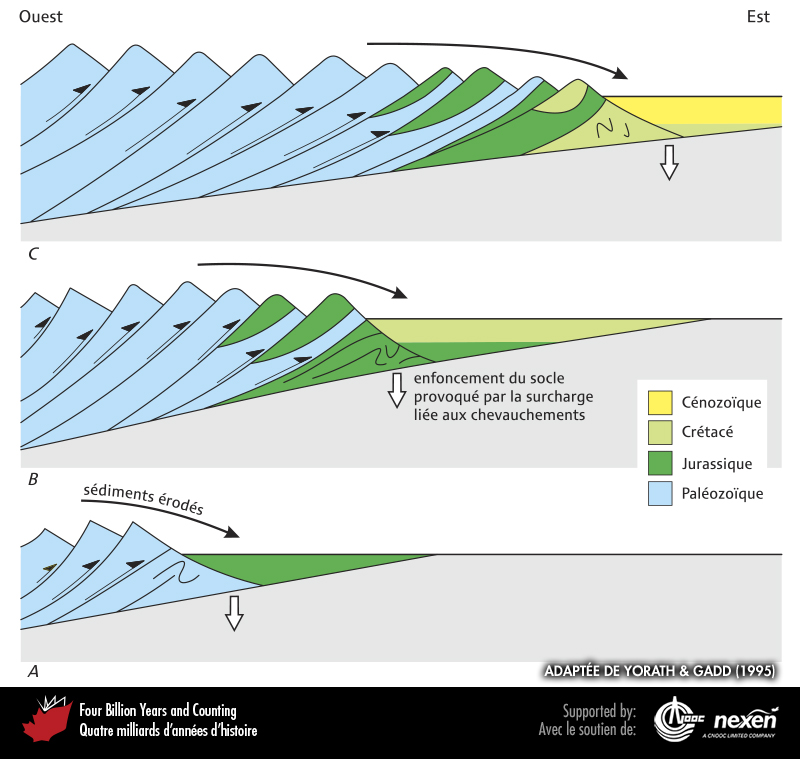 Ouest
Est
C
enfoncement du socle
provoqué par la surcharge
liée aux chevauchements
Cénozoïque
Crétacé
Jurassique
Paléozoïque
B
sédiments érodés
A
ADAPTÉE DE YORATH & GADD (1995)
Four Billion Years and Counting
Quatre milliards d'années d'histoire
Supported by:
Avec le soutien de:
CNOOC
nexen
A CNOOC LIMITED COMPANY